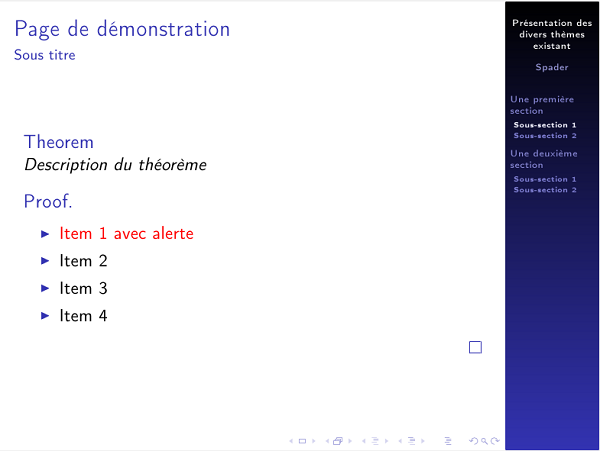 Page de démonstration
Sous titre
Theorem
Description du théorème
Proof.
Item 1 avec alerte
Item 2
Item 3
Item 4
Présentation des
divers thèmes
existant
Spader
Une première
section
Sous-section 1
Sous-section 2
Une deuxième
section
Sous-section 1
Sous-section 2